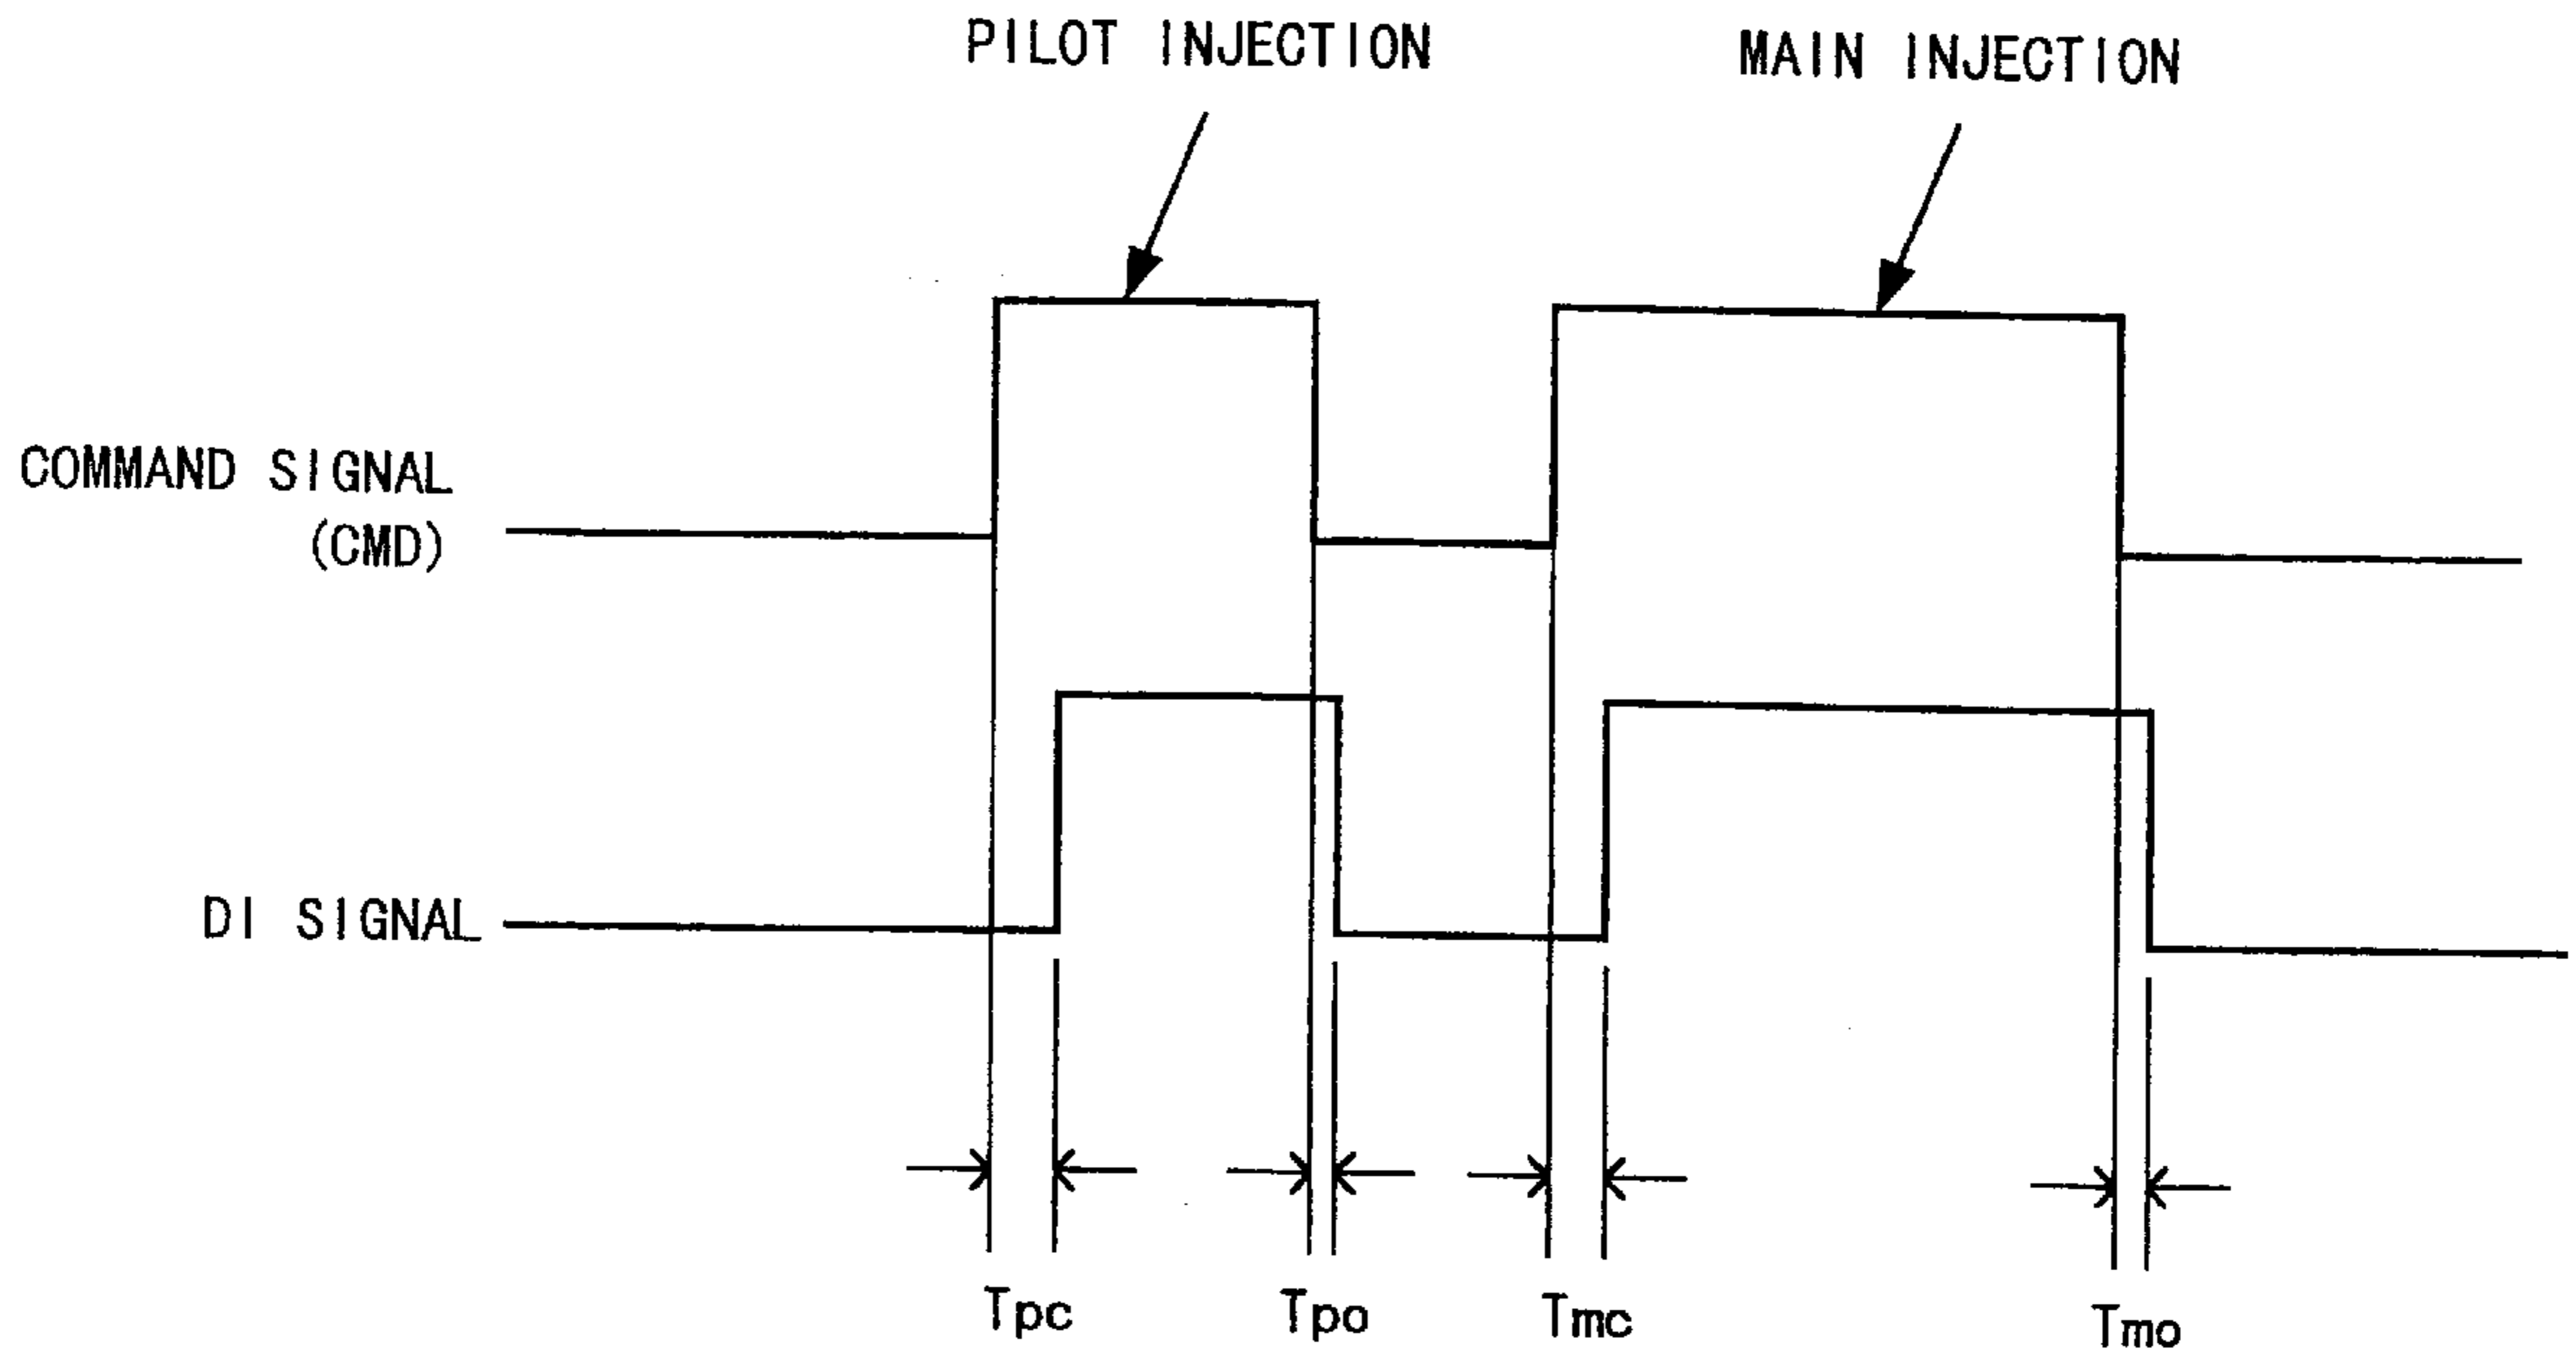 PILOT INJECTION
MAIN INJECTION
COMMAND SIGNAL
(CMD)
DI SIGNAL
Tpc
Tpo
Tmc
Tmo